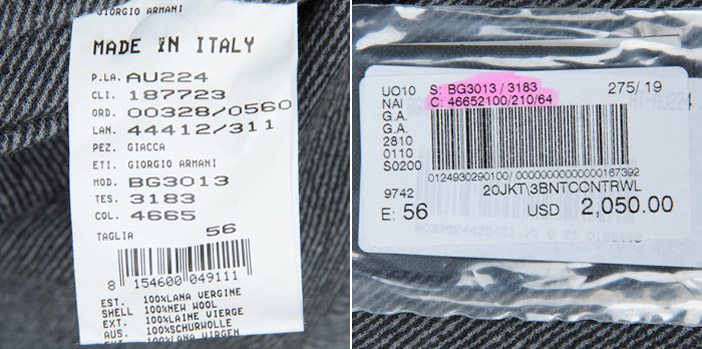 GIORGIO ARMANI
MADE IN ITALY
P.LA. AU224
CLI. 187723
ORD. 00328/0560
LAN. 44412/311
PEZ. GIACCA
ETI. GIORGIO ARMANI
MOD. BG3013
TES. 3183
COL. 4665
TAGLIA 56
8 154600 049111
EST. 100%LANA VERGINE
SHELL 100%NEW WOOL
EXT. 100%LAINE VIERGE
AUS. 100%SCHURWOLLE
UO10 S: BG3013 / 3183 275/ 19
NAI C: 46652100/210/64
G.A.
G.A.
2810
0110
S0200
0124930290100/ 00000000000000167392
9742 20JKT\3BNTCONTRWL
E: 56 USD 2,050.00